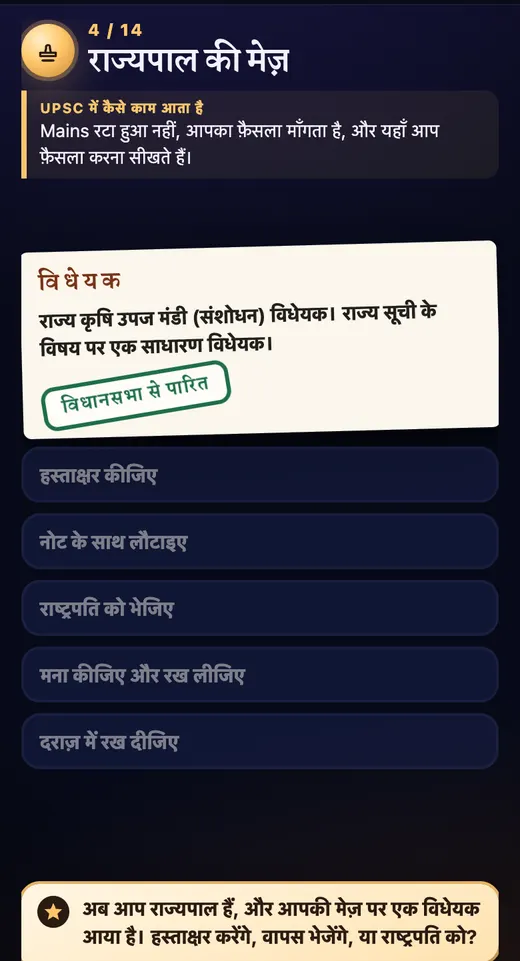 4 / 14
राज्यपाल की मेज़
UPSC में कैसे काम आता है
Mains रटा हुआ नहीं, आपका फ़ैसला माँगता है, और यहाँ आप
फ़ैसला करना सीखते हैं।
विधेयक
राज्य कृषि उपज मंडी (संशोधन) विधेयक। राज्य सूची के
विषय पर एक साधारण विधेयक।
विधानसभा से पारित
हस्ताक्षर कीजिए
नोट के साथ लौटाइए
राष्ट्रपति को भेजिए
मना कीजिए और रख लीजिए
दराज़ में रख दीजिए
अब आप राज्यपाल हैं, और आपकी मेज़ पर एक विधेयक
आया है। हस्ताक्षर करेंगे, वापस भेजेंगे, या राष्ट्रपति को?